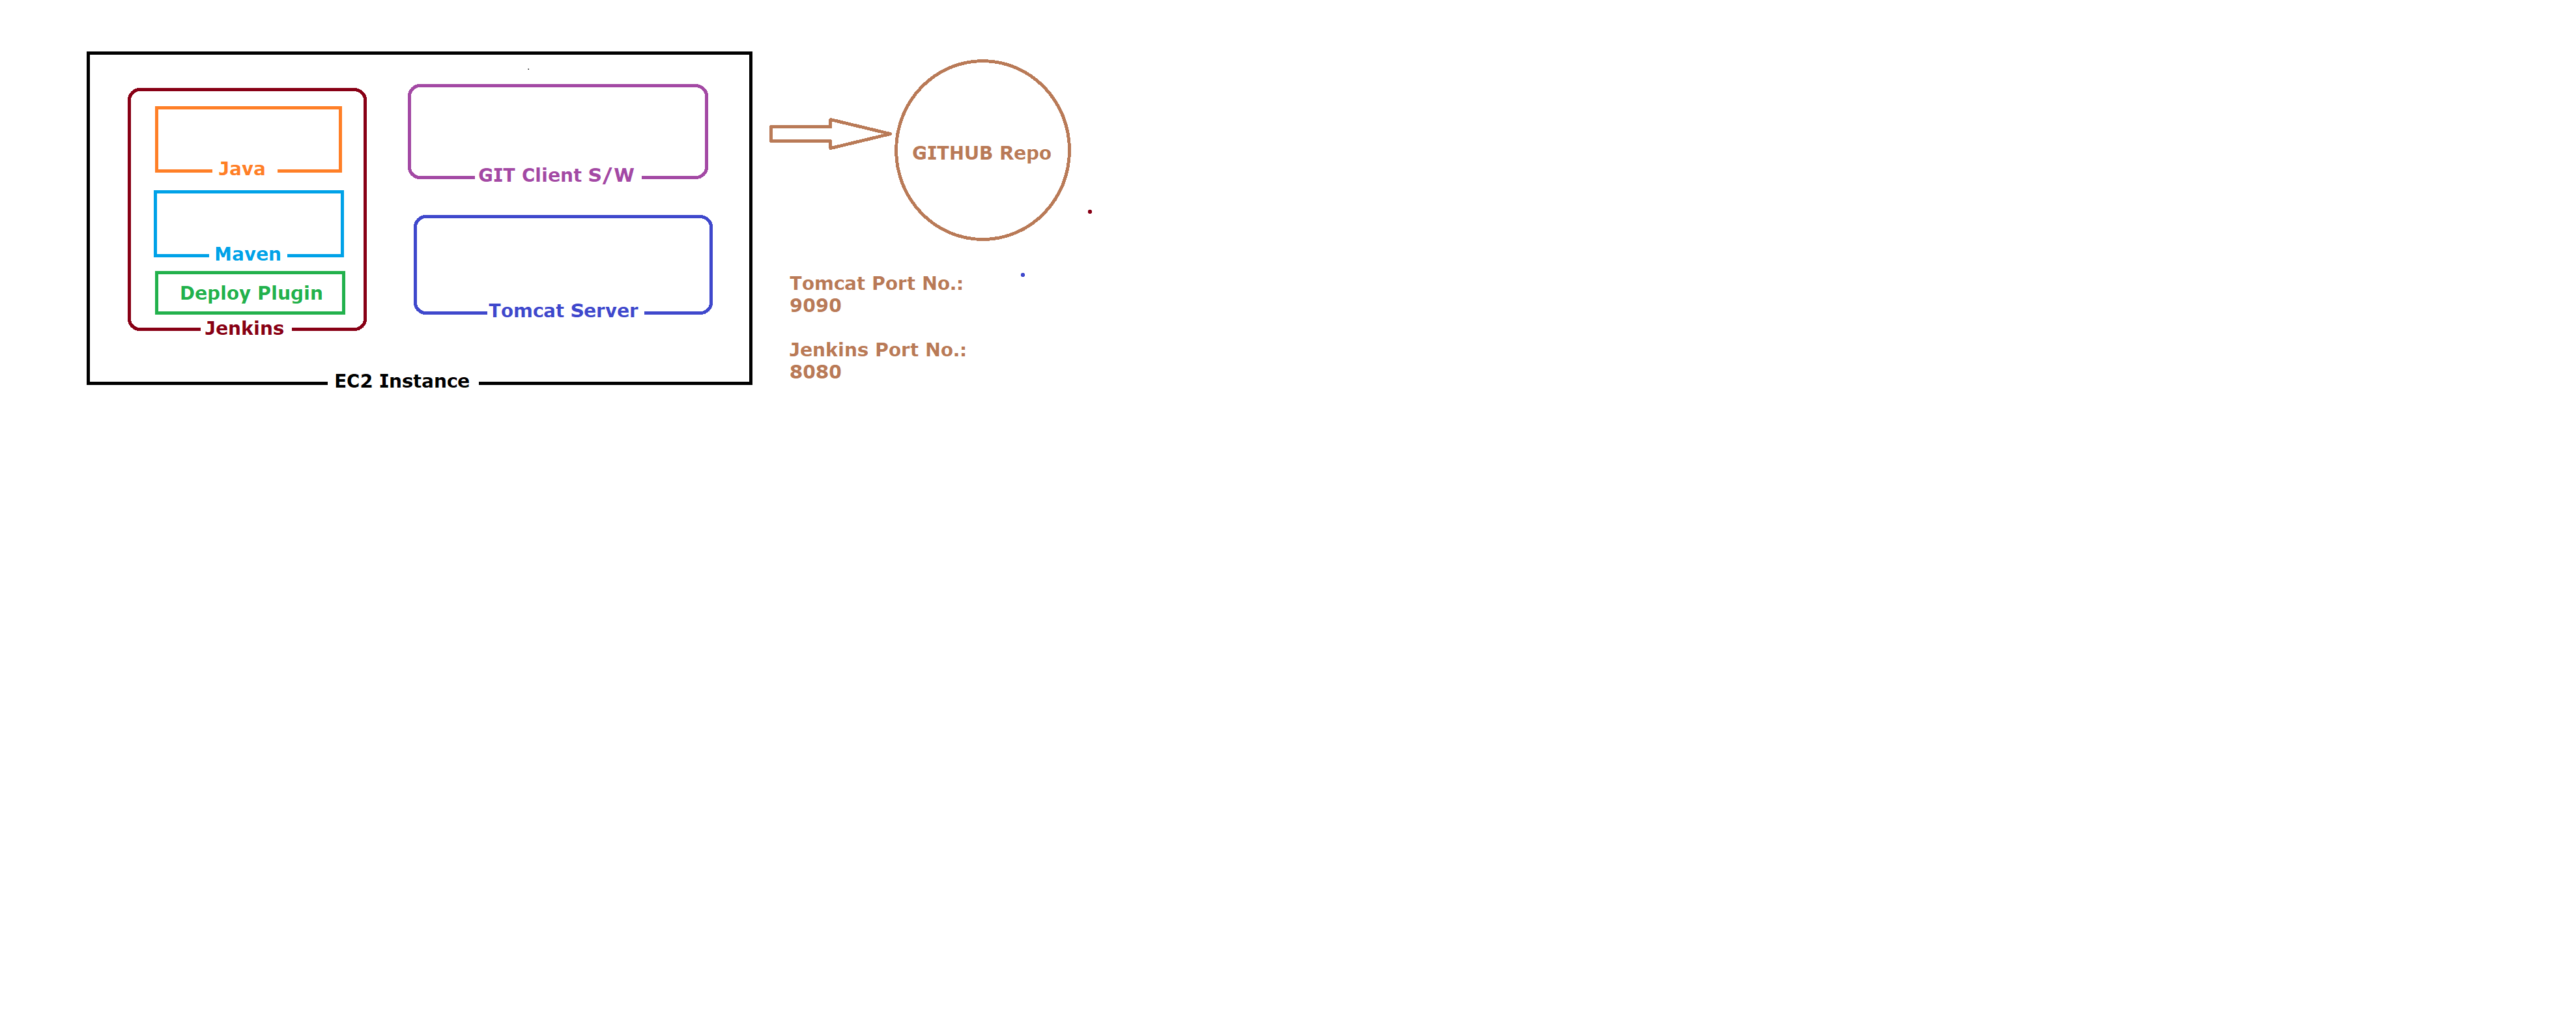 Java
Maven
Deploy Plugin
Jenkins
GIT Client S/W
Tomcat Server
EC2 Instance
GITHUB Repo
Tomcat Port No.:
9090
Jenkins Port No.:
8080